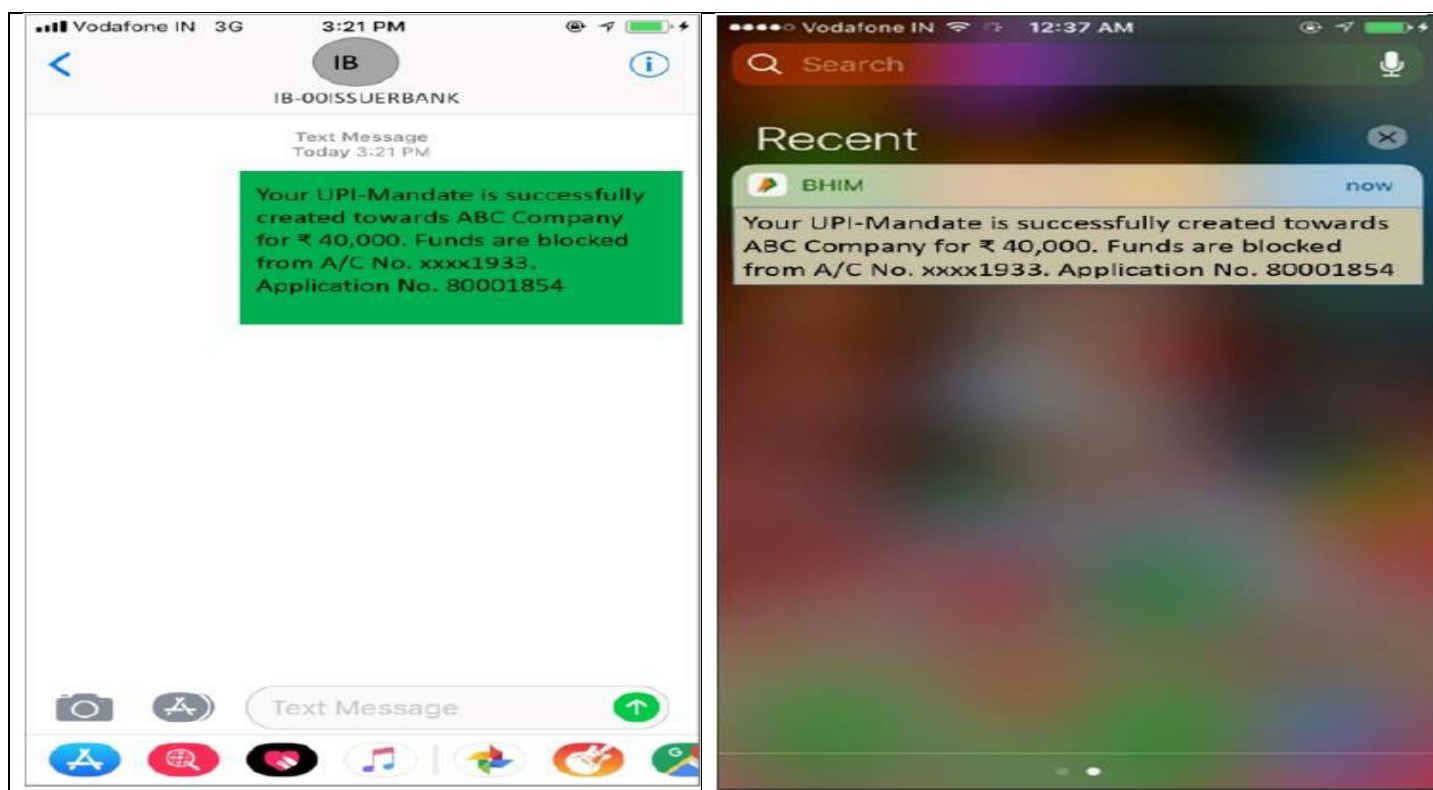 Vodafone IN 3G 3:21 PM
IB
IB-00ISSUERBANK
Text Message
Today 3:21 PM
Your UPI-Mandate is successfully
created towards ABC Company
for ₹ 40,000. Funds are blocked
from A/C No. xxxx1933.
Application No. 80001854
Text Message
Vodafone IN 12:37 AM
Search
Recent
BHIM now
Your UPI-Mandate is successfully created towards
ABC Company for ₹ 40,000. Funds are blocked
from A/C No. xxxx1933. Application No. 80001854